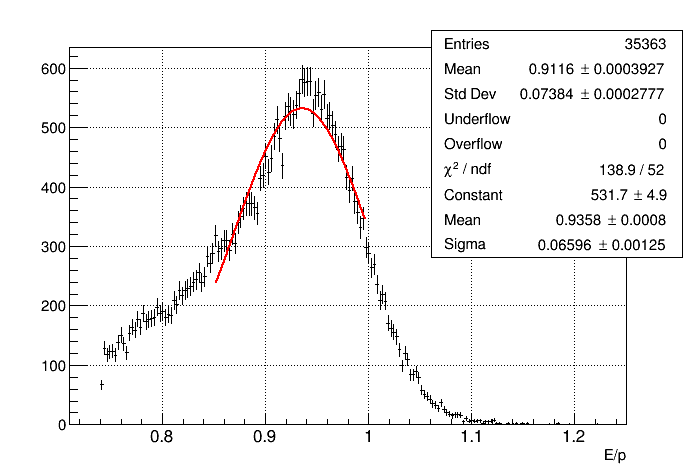 Entries 35363
Mean 0.9116 ± 0.0003927
Std Dev 0.07384 ± 0.0002777
Underflow 0
Overflow 0
χ² / ndf 138.9 / 52
Constant 531.7 ± 4.9
Mean 0.9358 ± 0.0008
Sigma 0.06596 ± 0.00125
600
500
400
300
200
100
0
0.8 0.9 1 1.1 1.2
E/p